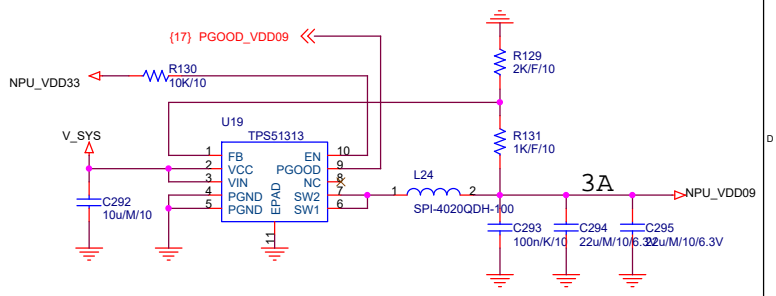 {17} PGOOD_VDD09
R129
2K/F/10
R130
10K/10
NPU_VDD33
U19
TPS51313
V_SYS
R131
1K/F/10
D
1 FB EN 10
2 VCC PGOOD 9
3 VIN NC 8
4 PGND SW2 7
5 PGND SW1 6
EPAD
11
L24
1 2
SPI-4020QDH-100
3A
NPU_VDD09
C292
10u/M/10
C293
100n/K/10
C294
22u/M/10/6.3V
C295
22u/M/10/6.3V